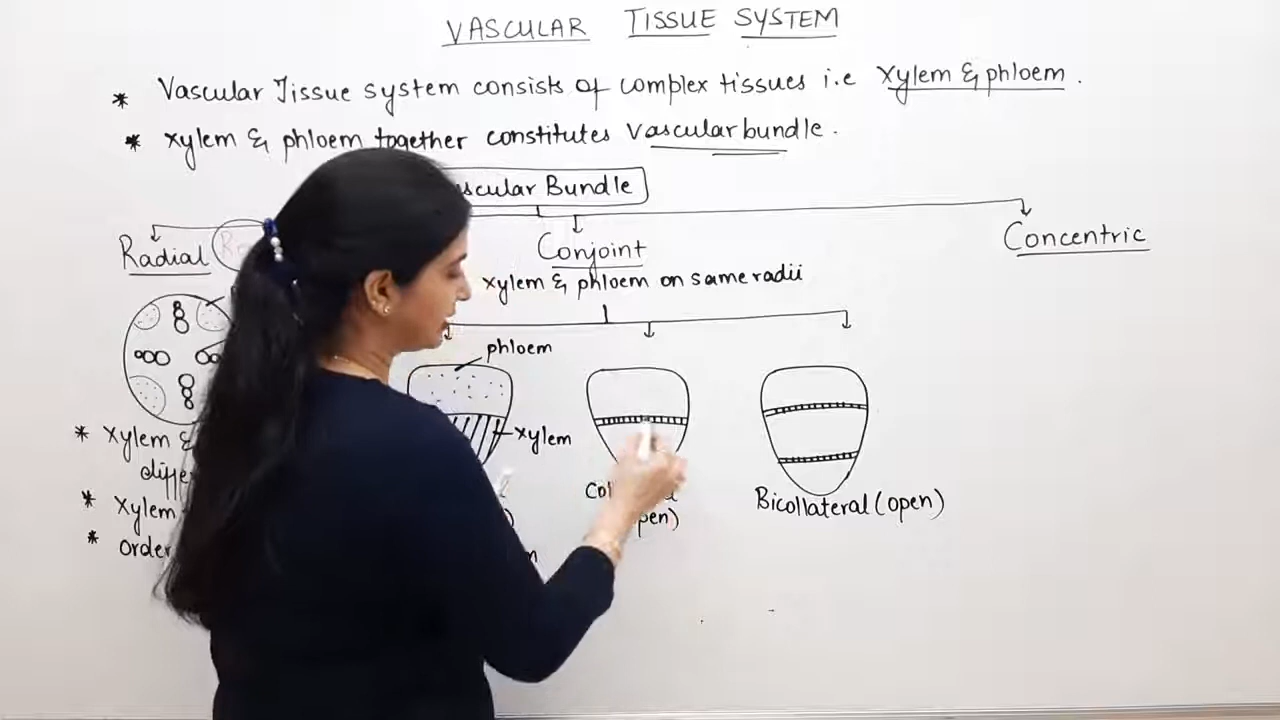 VASCULAR TISSUE SYSTEM
* Vascular Tissue system consists of complex tissues i.e xylem & phloem.
* xylem & phloem together constitutes vascular bundle.
Bundle
Radial
Conjoint
Concentric
xylem & phloem on same radii
phloem
xylem
* xylem &
* xylem
* order
Bicollateral (open)